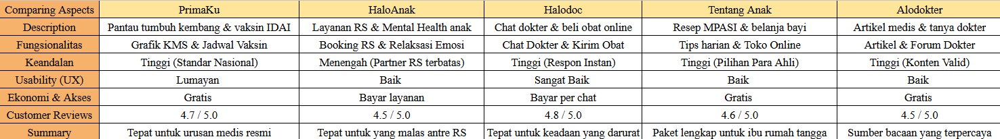 Comparing Aspects PrimaKu HaloAnak Halodoc Tentang Anak Alodokter
Description Pantau tumbuh kembang & vaksin IDAI Layanan RS & Mental Health anak Chat dokter & beli obat online Resep MPASI & belanja bayi Artikel medis & tanya dokter
Fungsionalitas Grafik KMS & Jadwal Vaksin Booking RS & Relaksasi Emosi Chat Dokter & Kirim Obat Tips harian & Toko Online Artikel & Forum Dokter
Keandalan Tinggi (Standar Nasional) Menengah (Partner RS terbatas) Tinggi (Respon Instan) Tinggi (Pilihan Para Ahli) Tinggi (Konten Valid)
Usability (UX) Lumayan Baik Sangat Baik Baik Baik
Ekonomi & Akses Gratis Bayar layanan Bayar per chat Gratis Gratis
Customer Reviews 4.7 / 5.0 4.5 / 5.0 4.8 / 5.0 4.6 / 5.0 4.5 / 5.0
Summary Tepat untuk urusan medis resmi Tepat untuk yang malas antre RS Tepat untuk keadaan yang darurat Paket lengkap untuk ibu rumah tangga Sumber bacaan yang terpercaya